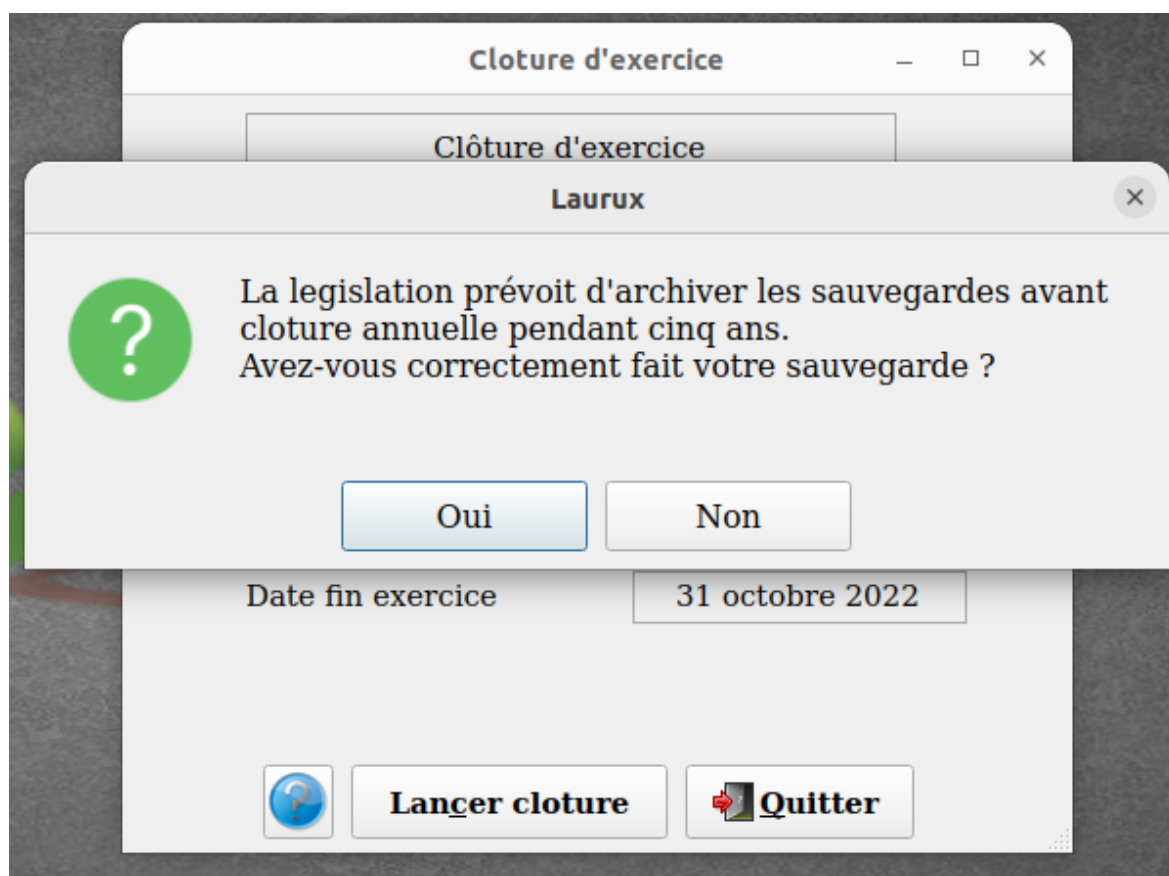 Cloture d'exercice
Clôture d'exercice
Laurux
La legislation prévoit d'archiver les sauvegardes avant
cloture annuelle pendant cinq ans.
Avez-vous correctement fait votre sauvegarde ?
Oui Non
Date fin exercice 31 octobre 2022
Lancer cloture Quitter